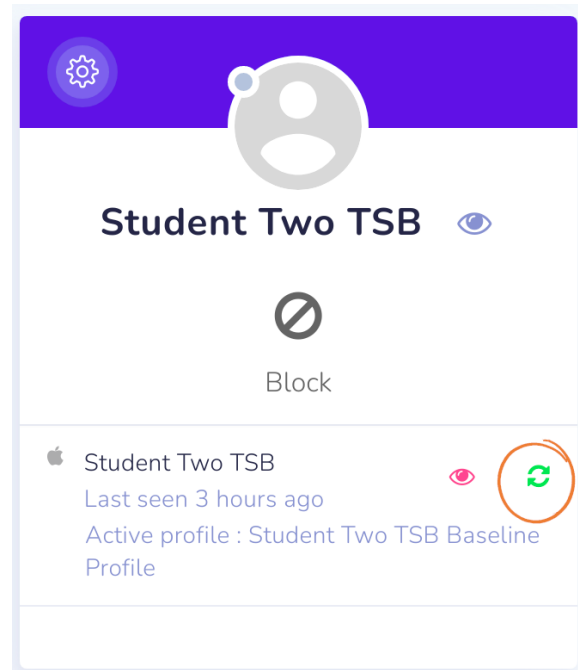 Student Two TSB
Block
Student Two TSB
Last seen 3 hours ago
Active profile : Student Two TSB Baseline
Profile